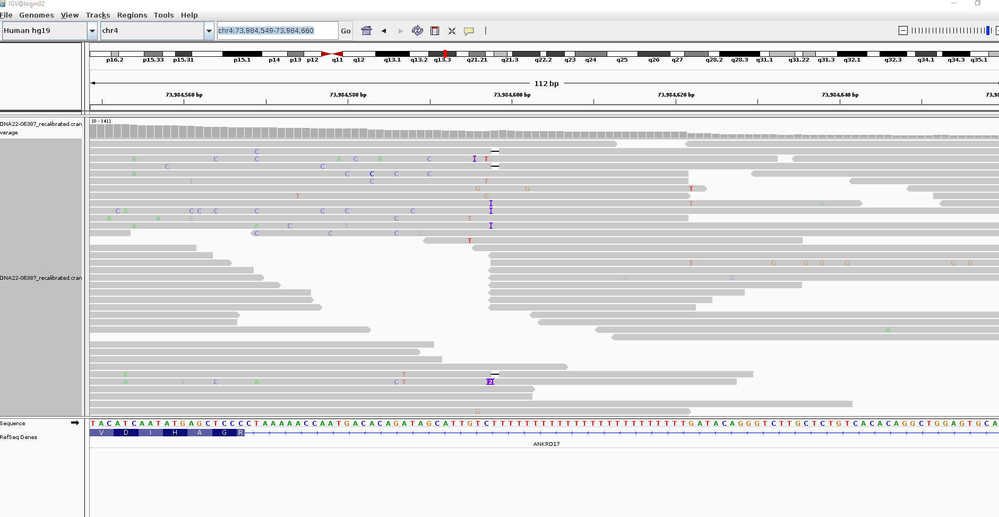 IGV@login02
File Genomes View Tracks Regions Tools Help
Human hg19 chr4 chr4:73,984,549-73,984,660 Go
p16.2 p15.33 p15.31 p15.1 p14 p13 p12 q11 q12 q13.1 q13.2 q13.3 q21.21 q21.3 q22.2 q23 q24 q25 q26 q27 q28.2 q28.3 q31.1 q31.22 q31.3 q32.1 q32.3 q34.1 q34.3 q35.1
112 bp
73,984,560 bp 73,984,580 bp 73,984,600 bp 73,984,620 bp 73,984,640 bp 73,98
DNA22-06387_recalibrated.cran
verage
[0 - 141]
C
A C C A C A C I T
C C
A C C C C
T C T
G G T
T G
I T A
C A C C C C C C C I
A A C C T
A A C T I
C C C C
T
T G G G G G G
DNA22-06387_recalibrated.cran
G C
A
A T
A T C A C T 2
G
Sequence
T A C A T C A A T A T G A G C T C C C C T A A A A A C C A A T G A C A C A G A T A G C A T T G T C T T T T T T T T T T T T T T T T T T T T T T T T G A T A C A G G G T C T T G C T C T G T C A C A C A G G C T G G A G T G C A
RefSeq Genes
V D I H A G R
ANKRD17